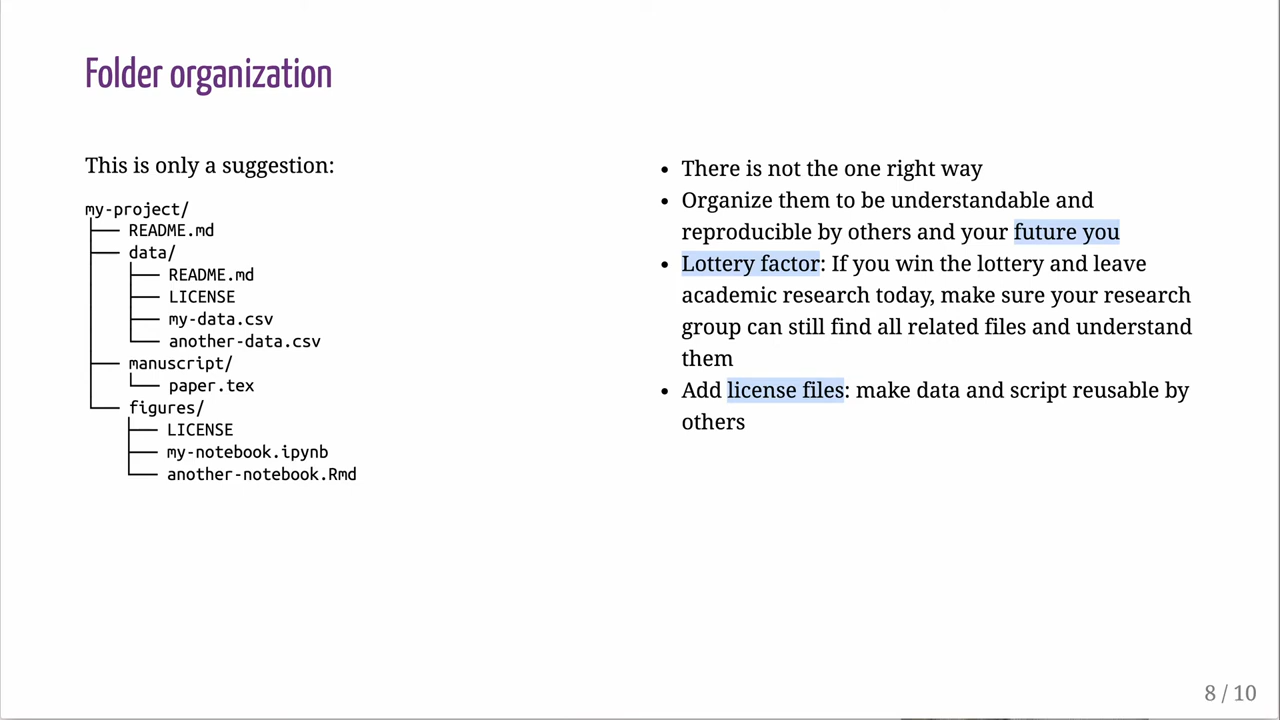 Folder organization
This is only a suggestion:
my-project/
├── README.md
├── data/
│   ├── README.md
│   ├── LICENSE
│   ├── my-data.csv
│   └── another-data.csv
├── manuscript/
│   └── paper.tex
└── figures/
    ├── LICENSE
    ├── my-notebook.ipynb
    └── another-notebook.Rmd
• There is not the one right way
• Organize them to be understandable and
reproducible by others and your future you
• Lottery factor: If you win the lottery and leave
academic research today, make sure your research
group can still find all related files and understand
them
• Add license files: make data and script reusable by
others
8 / 10